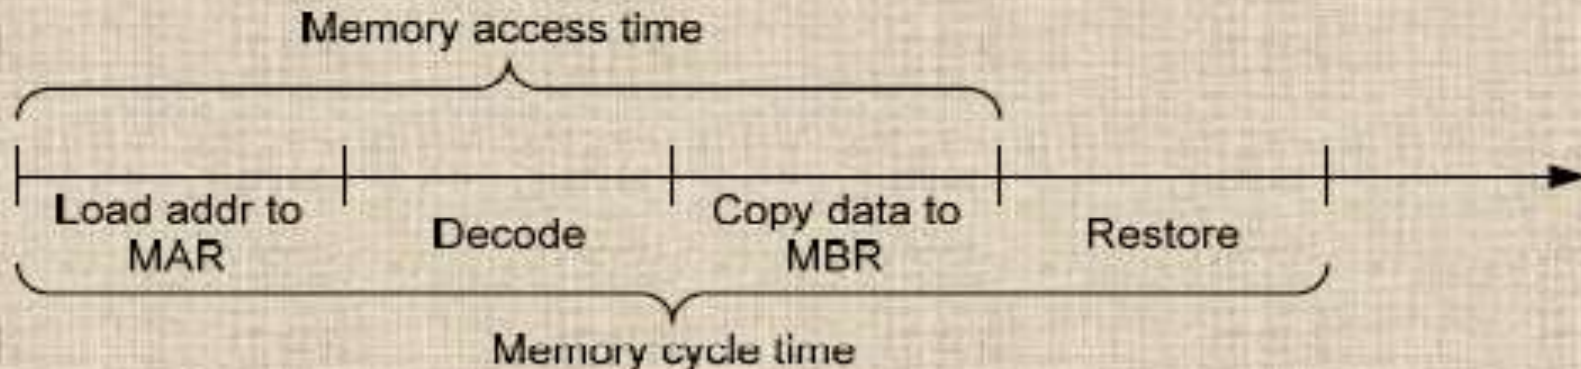 Memory access time
Load addr to
MAR
Decode
Copy data to
MBR
Restore
Memory cycle time